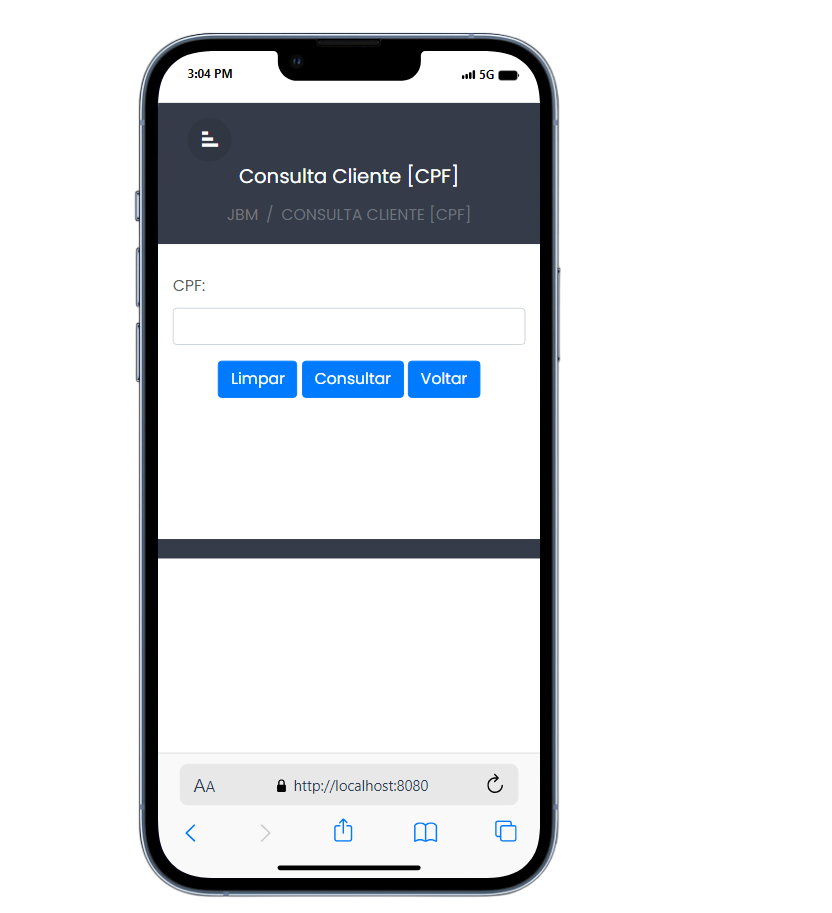 3:04 PM 5G
Consulta Cliente [CPF]
JBM / CONSULTA CLIENTE [CPF]
CPF:
Limpar Consultar Voltar
AA http://localhost:8080